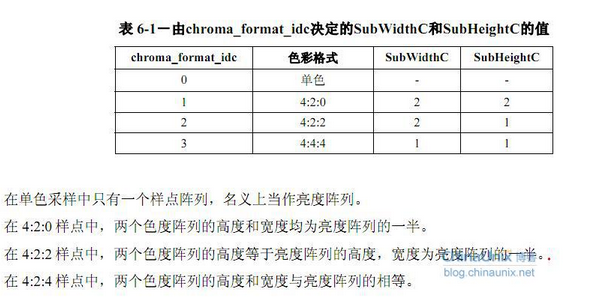 表 6-1－由chroma_format_idc决定的SubWidthC和SubHeightC的值
chroma_format_idc 色彩格式 SubWidthC SubHeightC
0 单色 - -
1 4:2:0 2 2
2 4:2:2 2 1
3 4:4:4 1 1
在单色采样中只有一个样点阵列，名义上当作亮度阵列。
在 4:2:0 样点中，两个色度阵列的高度和宽度均为亮度阵列的一半。
在 4:2:2 样点中，两个色度阵列的高度等于亮度阵列的高度，宽度为亮度阵列的一半。
在 4:2:4 样点中，两个色度阵列的高度和宽度与亮度阵列的相等。
ChinaUnix 博客
blog.chinaunix.net